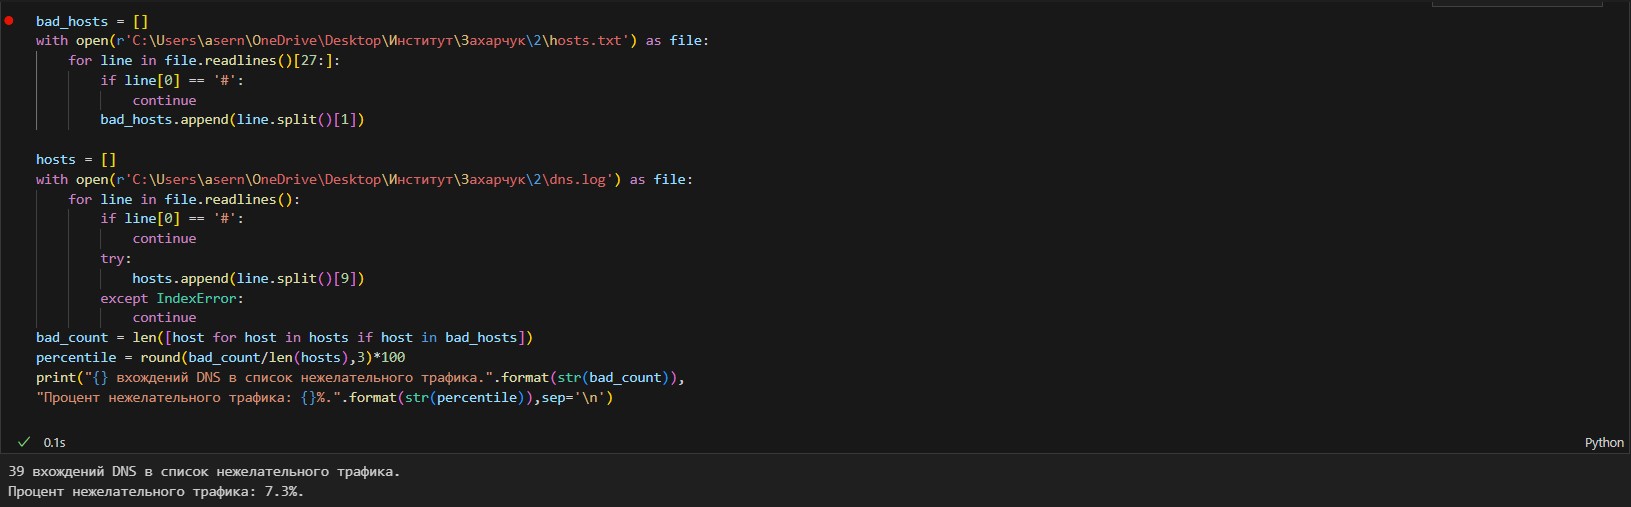 bad_hosts = []
with open(r'C:\Users\asern\OneDrive\Desktop\Институт\Захарчук\2\hosts.txt') as file:
    for line in file.readlines()[27:]:
        if line[0] == '#':
            continue
        bad_hosts.append(line.split()[1])

hosts = []
with open(r'C:\Users\asern\OneDrive\Desktop\Институт\Захарчук\2\dns.log') as file:
    for line in file.readlines():
        if line[0] == '#':
            continue
        try:
            hosts.append(line.split()[9])
        except IndexError:
            continue
bad_count = len([host for host in hosts if host in bad_hosts])
percentile = round(bad_count/len(hosts),3)*100
print("{} вхождений DNS в список нежелательного трафика.".format(str(bad_count)),
"Процент нежелательного трафика: {}%.".format(str(percentile)),sep='\n')
0.1s
Python
39 вхождений DNS в список нежелательного трафика.
Процент нежелательного трафика: 7.3%.